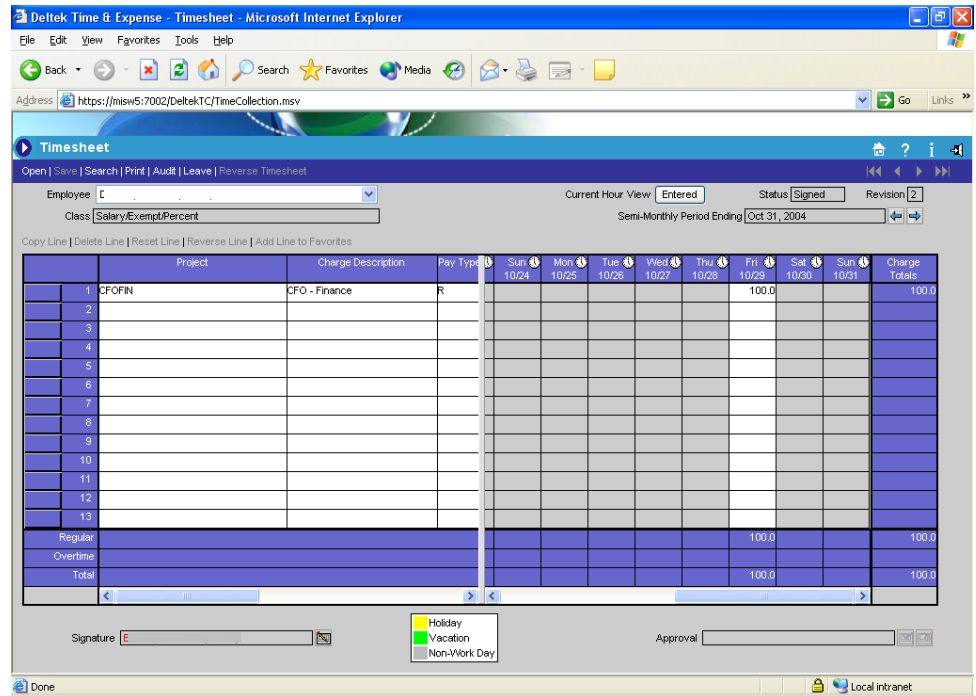 Deltek Time & Expense - Timesheet - Microsoft Internet Explorer
File Edit View Favorites Tools Help
Back Search Favorites Media
Address https://misw5:7002/DeltekTC/TimeCollection.msv Go Links »
Timesheet
Open | Save | Search | Print | Audit | Leave | Reverse Timesheet
Employee Current Hour View Entered Status Signed Revision 2
Class Salary/Exempt/Percent Semi-Monthly Period Ending Oct 31, 2004
Copy Line | Delete Line | Reset Line | Reverse Line | Add Line to Favorites
Project Charge Description Pay Type Sun 10/24 Mon 10/25 Tue 10/26 Wed 10/27 Thu 10/28 Fri 10/29 Sat 10/30 Sun 10/31 Charge Totals
1 CFOFIN CFO - Finance R 100.0 100.0
2
3
4
5
6
7
8
9
10
11
12
13
Regular 100.0 100.0
Overtime
Total 100.0 100.0
Holiday
Signature E Vacation Approval
Non-Work Day
Done Local intranet